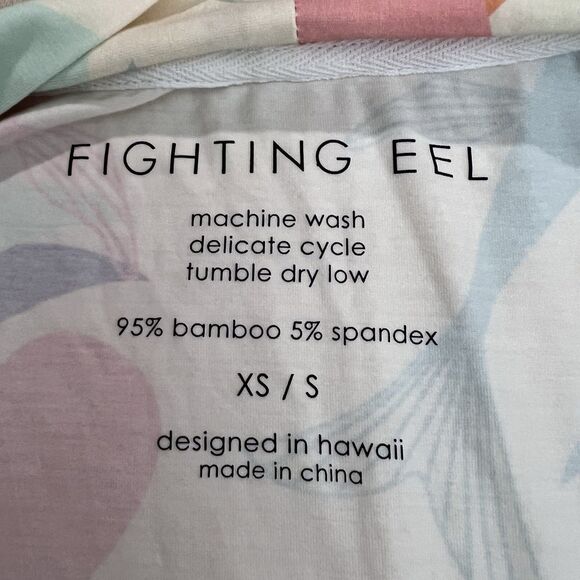 FIGHTING EEL
machine wash
delicate cycle
tumble dry low
95% bamboo 5% spandex
XS / S
designed in hawaii
made in china